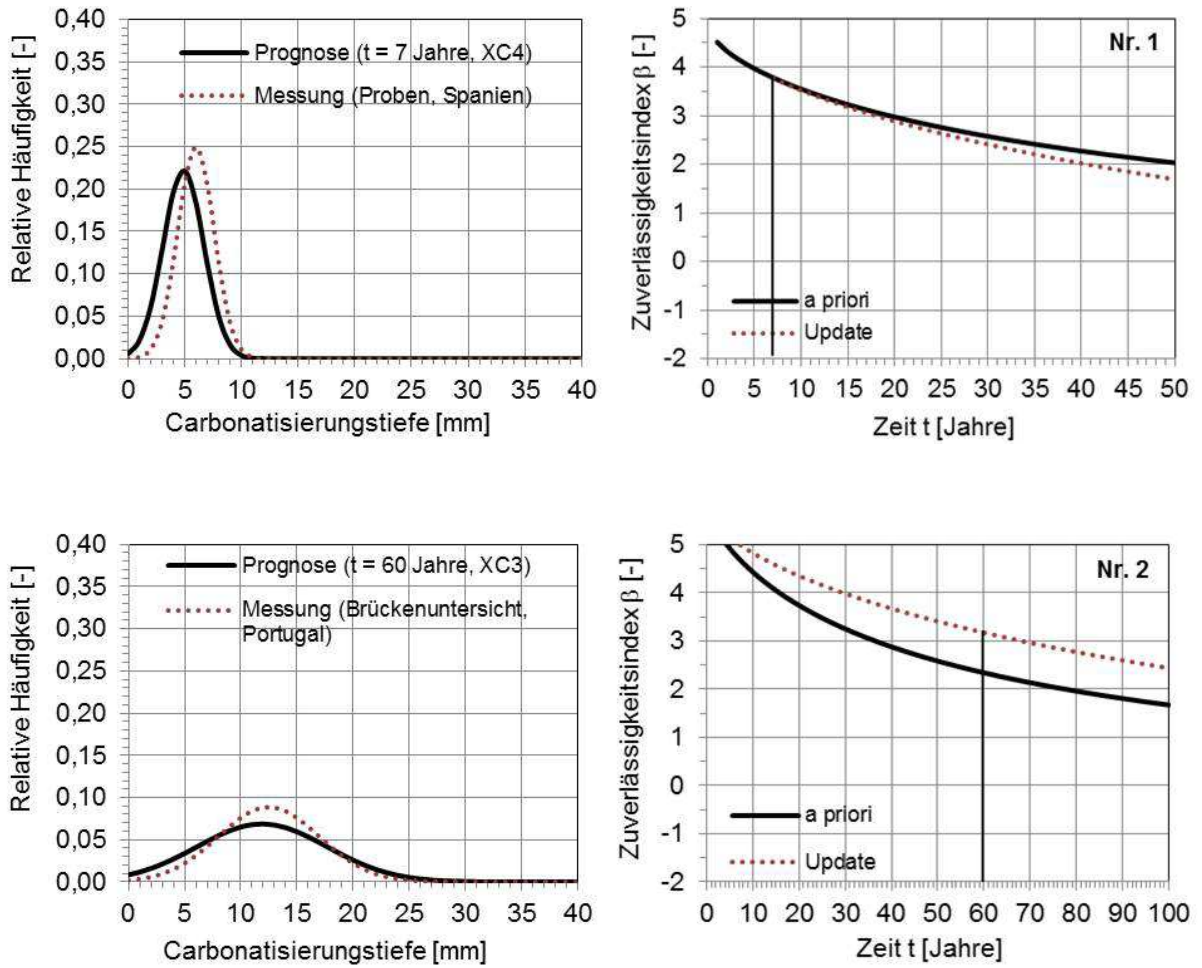 Relative Häufigkeit [-]
0,40
0,35
0,30
0,25
0,20
0,15
0,10
0,05
0,00
Prognose (t = 7 Jahre, XC4)
Messung (Proben, Spanien)
0 5 10 15 20 25 30 35 40
Carbonatisierungstiefe [mm]
Zuverlässigkeitsindex β [-]
5
4
3
2
1
0
-1
-2
Nr. 1
a priori
Update
0 5 10 15 20 25 30 35 40 45 50
Zeit t [Jahre]
Relative Häufigkeit [-]
0,40
0,35
0,30
0,25
0,20
0,15
0,10
0,05
0,00
Prognose (t = 60 Jahre, XC3)
Messung (Brückenuntersicht,
Portugal)
0 5 10 15 20 25 30 35 40
Carbonatisierungstiefe [mm]
Zuverlässigkeitsindex β [-]
5
4
3
2
1
0
-1
-2
Nr. 2
a priori
Update
0 10 20 30 40 50 60 70 80 90 100
Zeit t [Jahre]